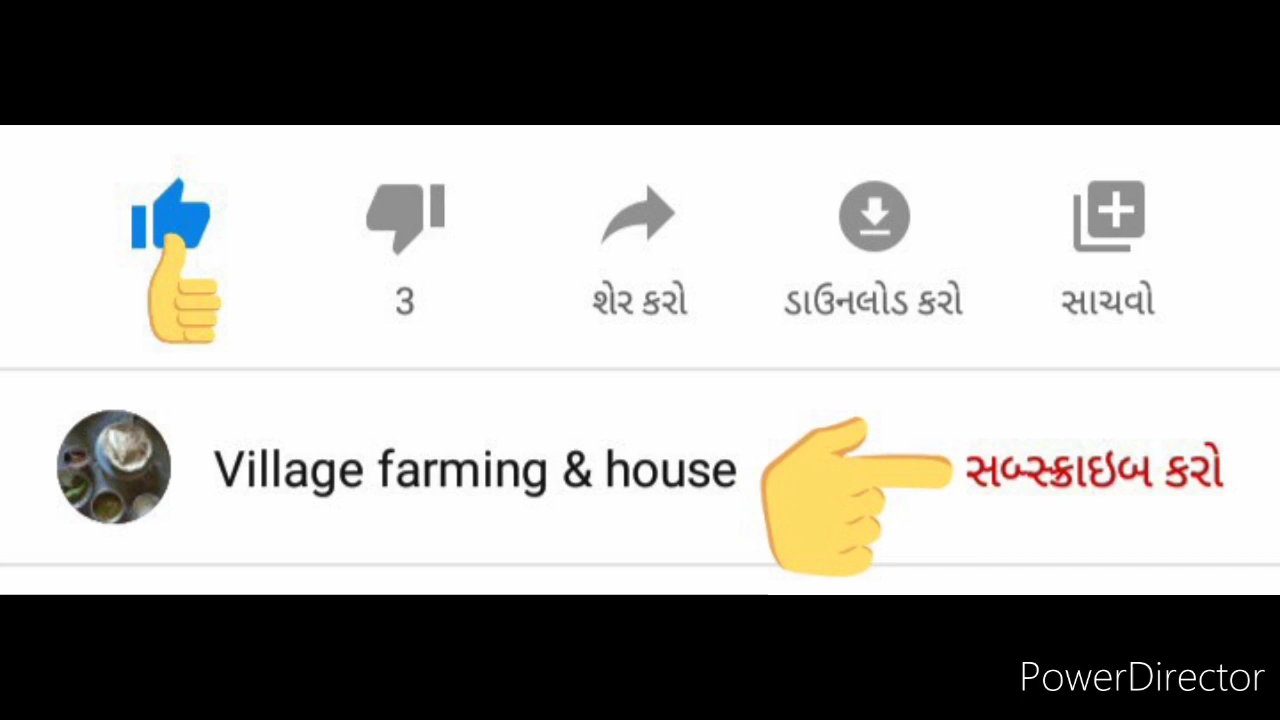 3
શેર કરો
ડાઉનલોડ કરો
સાચવો
Village farming & house
સબ્સ્ક્રાઇબ કરો
PowerDirector